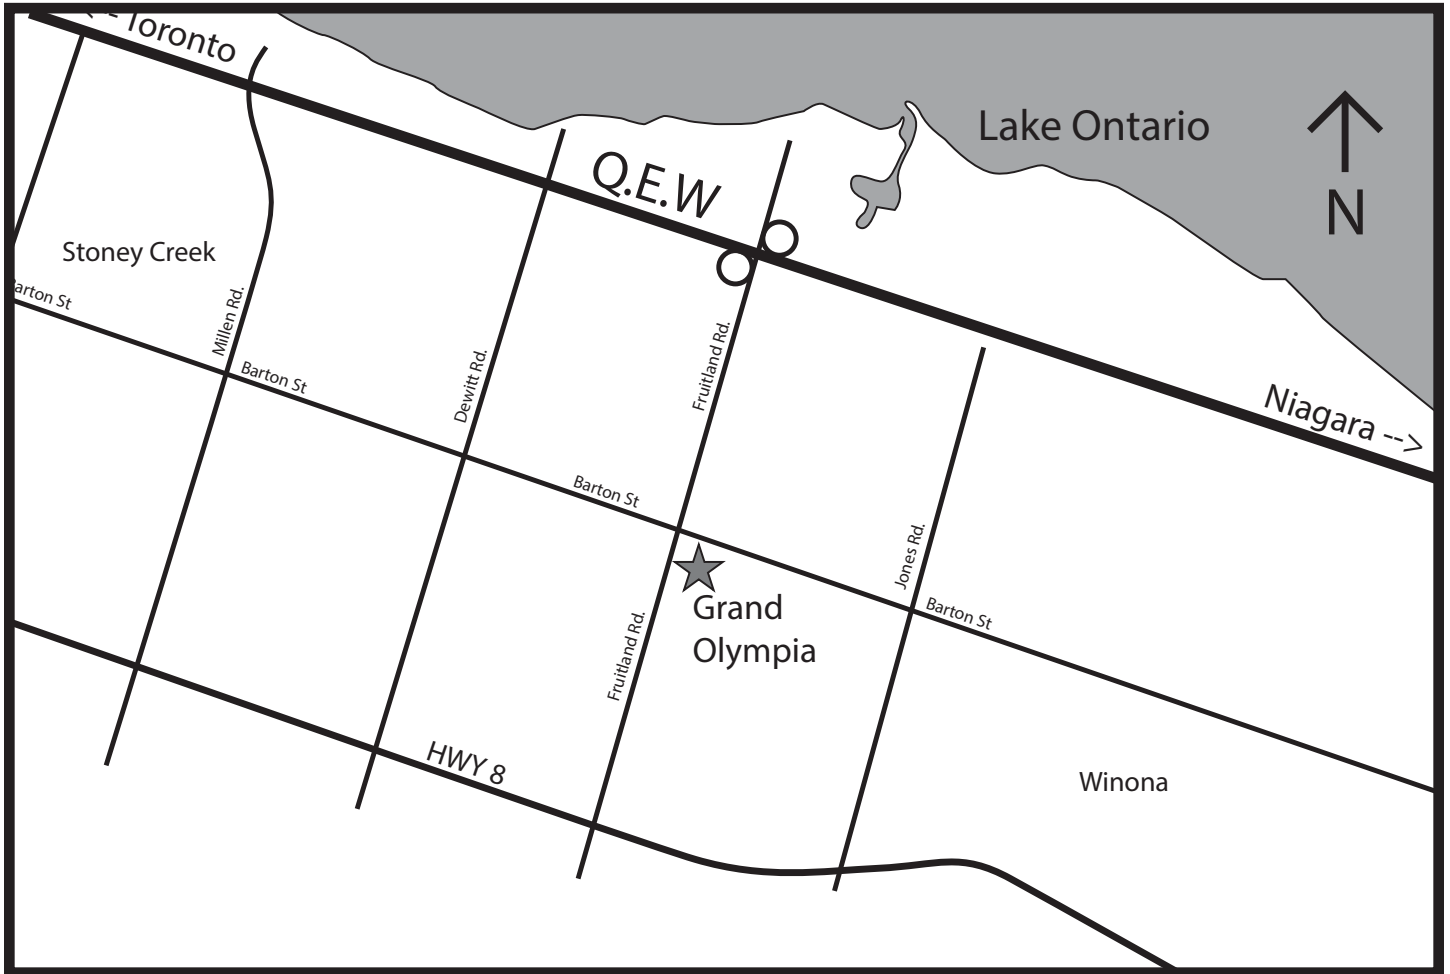 <-- Toronto
Lake Ontario
Q.E.W
N
Stoney Creek
Barton St
Millen Rd.
Barton St
Dewitt Rd.
Fruitland Rd.
Niagara -->
Barton St
Jones Rd.
Grand
Olympia
Barton St
Fruitland Rd.
HWY 8
Winona